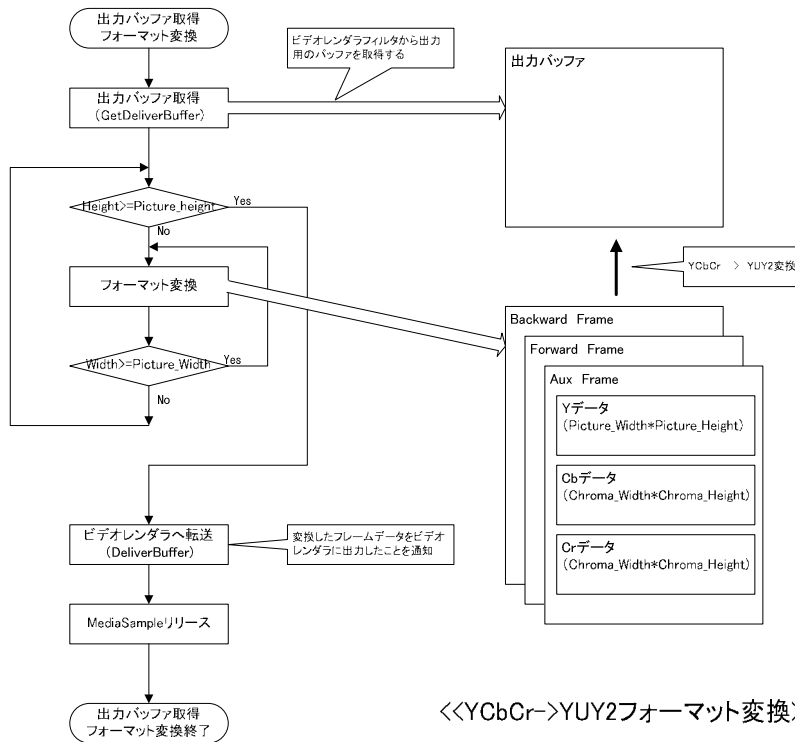 出力バッファ取得
フォーマット変換
ビデオレンダラフィルタから出力
用のバッファを取得する
出力バッファ
出力バッファ取得
(GetDeliverBuffer)
Height>=Picture_height
Yes
No
フォーマット変換
YCbCr -> YUY2変換
Width>=Picture_Width
Yes
No
Backward Frame
Forward Frame
Aux Frame
Yデータ
(Picture_Width*Picture_Height)
Cbデータ
(Chroma_Width*Chroma_Height)
Crデータ
(Chroma_Width*Chroma_Height)
ビデオレンダラへ転送
(DeliverBuffer)
変換したフレームデータをビデオ
レンダラに出力したことを通知
MediaSampleリリース
出力バッファ取得
フォーマット変換終了
<<YCbCr->YUY2フォーマット変換>